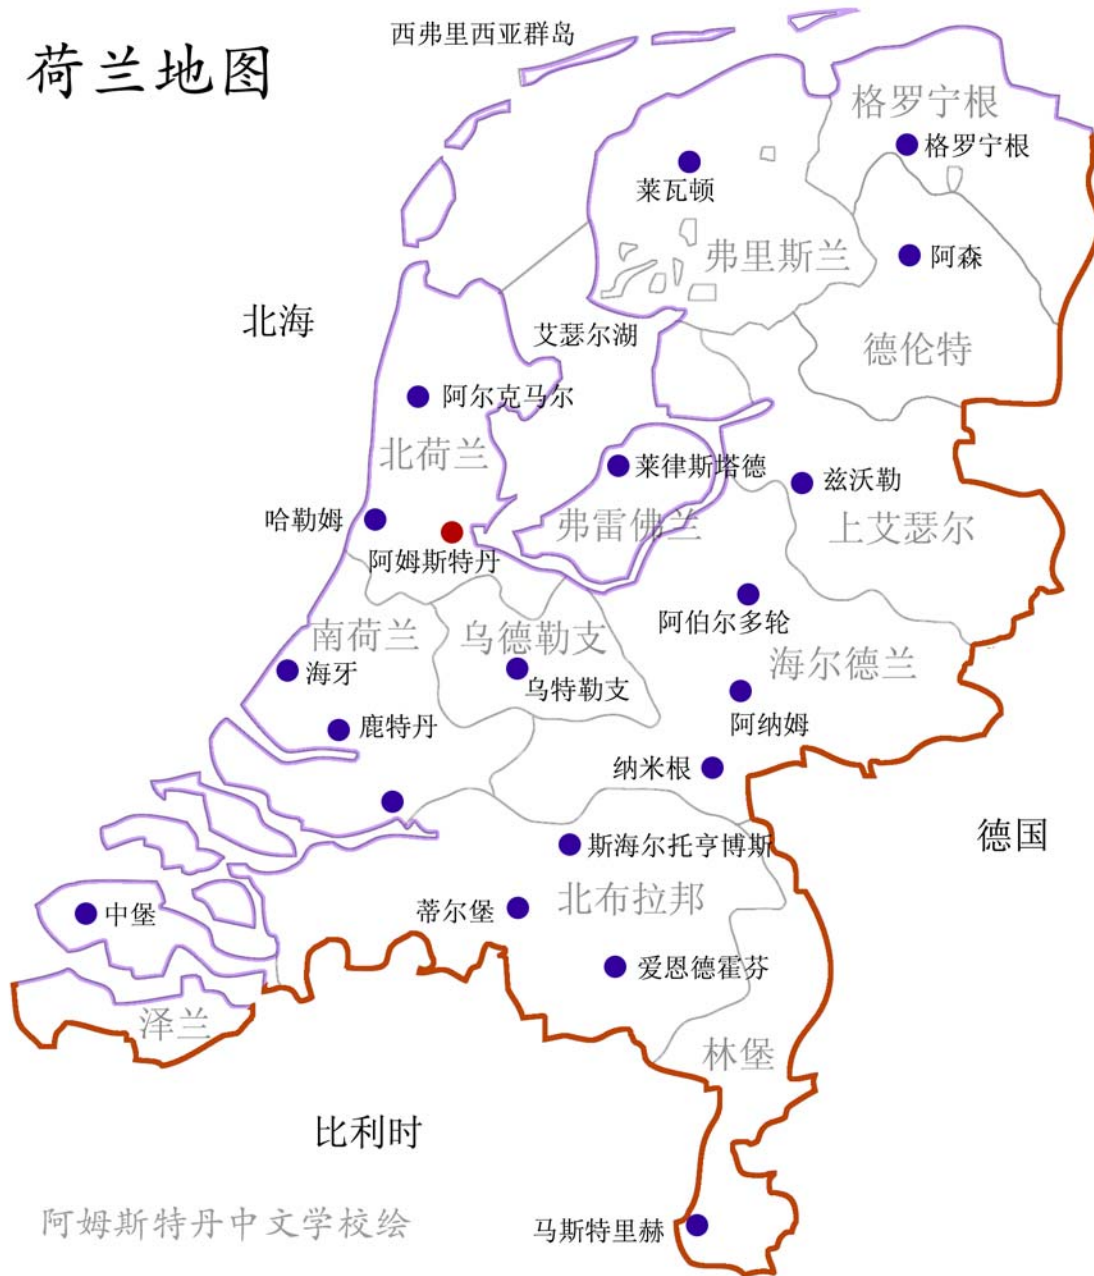 西弗里西亚群岛
荷兰地图
格罗宁根
格罗宁根
莱瓦顿
弗里斯兰
阿森
北海
艾瑟尔湖
德伦特
阿尔克马尔
北荷兰
莱律斯塔德
兹沃勒
哈勒姆
弗雷佛兰
上艾瑟尔
阿姆斯特丹
阿伯尔多轮
南荷兰
乌德勒支
海尔德兰
海牙
乌特勒支
鹿特丹
阿纳姆
纳米根
德国
斯海尔托亨博斯
北布拉邦
中堡
蒂尔堡
爱恩德霍芬
泽兰
林堡
比利时
阿姆斯特丹中文学校绘
马斯特里赫